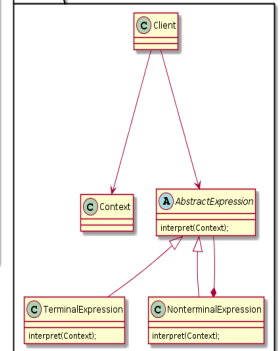 C Client
C Context
A AbstractExpression
interpret(Context);
C TerminalExpression
interpret(Context);
C NonterminalExpression
interpret(Context);